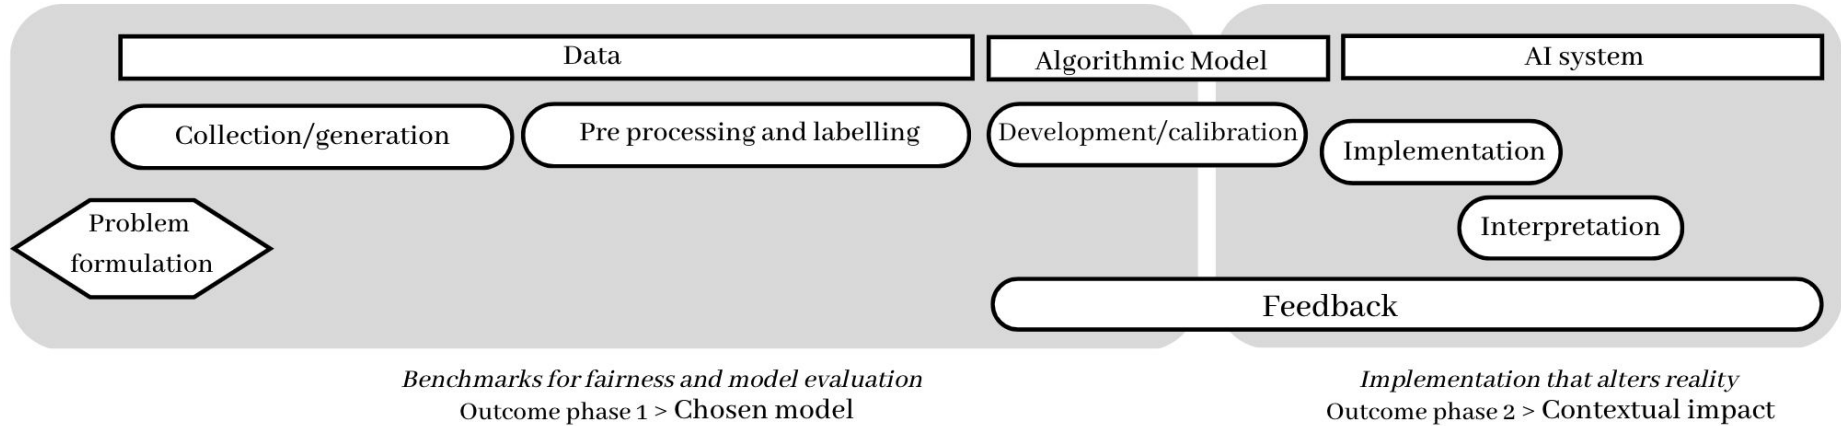 Data
Algorithmic Model
AI system
Collection/generation
Pre processing and labelling
Development/calibration
Implementation
Problem
formulation
Interpretation
Feedback
Benchmarks for fairness and model evaluation
Outcome phase 1 > Chosen model
Implementation that alters reality
Outcome phase 2 > Contextual impact